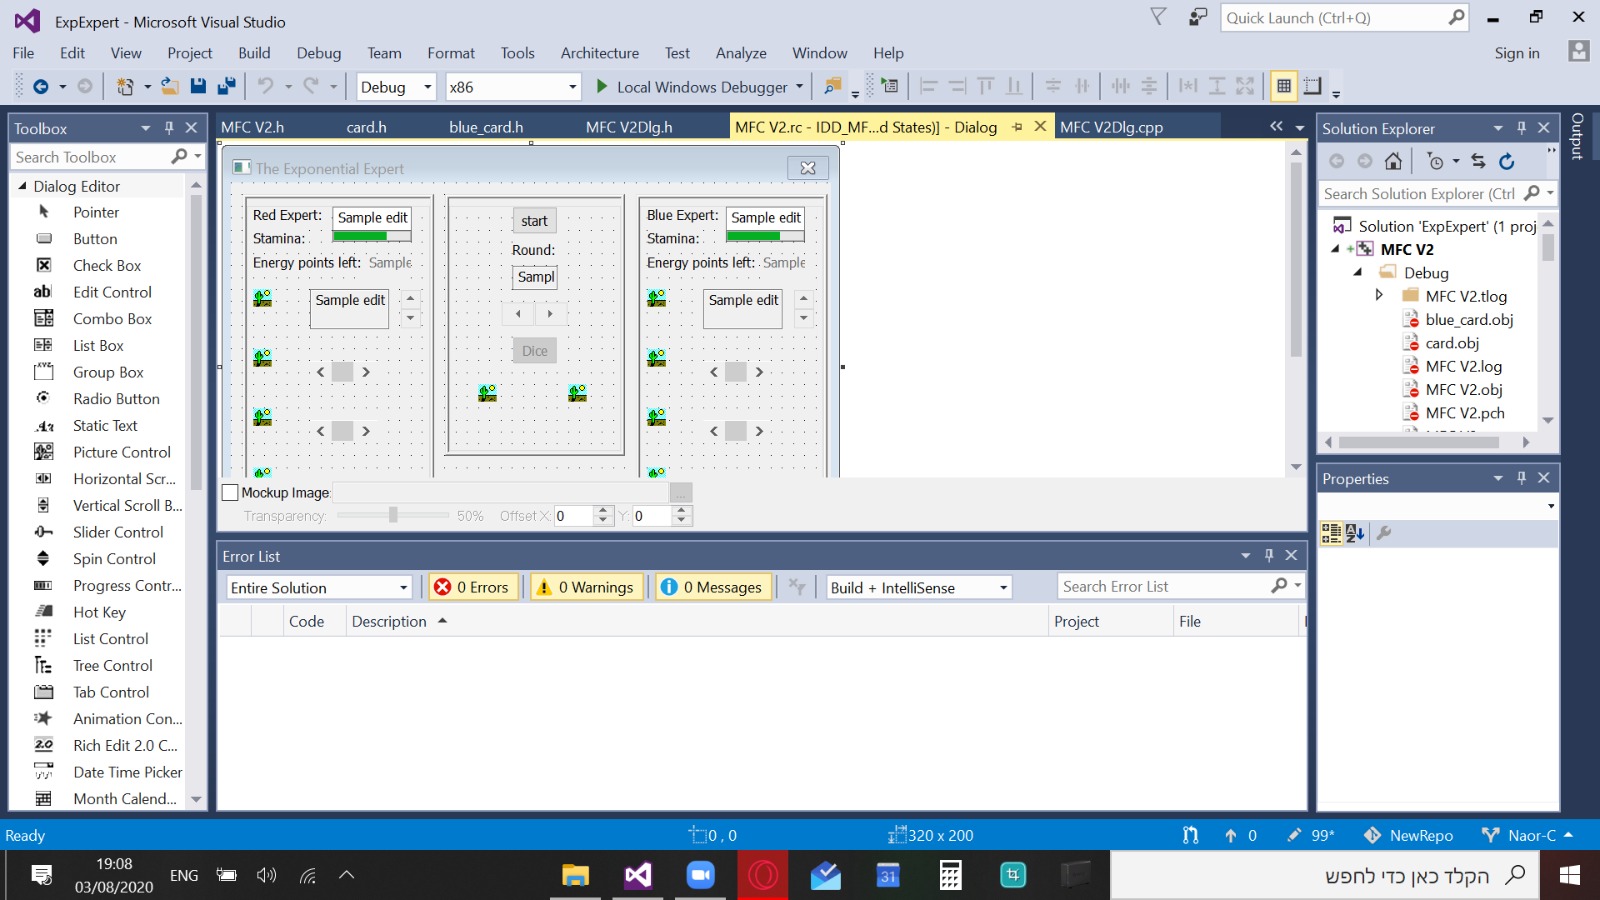 ExpExpert - Microsoft Visual Studio
Quick Launch (Ctrl+Q)
File Edit View Project Build Debug Team Format Tools Architecture Test Analyze Window Help
Sign in
Debug x86 Local Windows Debugger
Toolbox
Search Toolbox
Dialog Editor
Pointer
Button
Check Box
Edit Control
Combo Box
List Box
Group Box
Radio Button
Static Text
Picture Control
Horizontal Scr...
Vertical Scroll B...
Slider Control
Spin Control
Progress Contr...
Hot Key
List Control
Tree Control
Tab Control
Animation Con...
Rich Edit 2.0 C...
Date Time Picker
Month Calend...
MFC V2.h card.h blue_card.h MFC V2Dlg.h MFC V2.rc - IDD_MF...d States)] - Dialog MFC V2Dlg.cpp
The Exponential Expert
Red Expert: Sample edit
Stamina:
Energy points left: Sample
Sample edit
start
Round:
Sampl
Dice
Blue Expert: Sample edit
Stamina:
Energy points left: Sample
Sample edit
Mockup Image: ...
Transparency: 50% Offset X: 0 Y: 0
Error List
Entire Solution 0 Errors 0 Warnings 0 Messages Build + IntelliSense Search Error List
Code Description Project File
Solution Explorer
Search Solution Explorer (Ctrl
Solution 'ExpExpert' (1 proj
MFC V2
Debug
MFC V2.tlog
blue_card.obj
card.obj
MFC V2.log
MFC V2.obj
MFC V2.pch
Properties
Output
Ready 0 , 0 320 x 200 0 99* NewRepo Naor-C
19:08
03/08/2020
ENG
31
הקלד כאן כדי לחפש